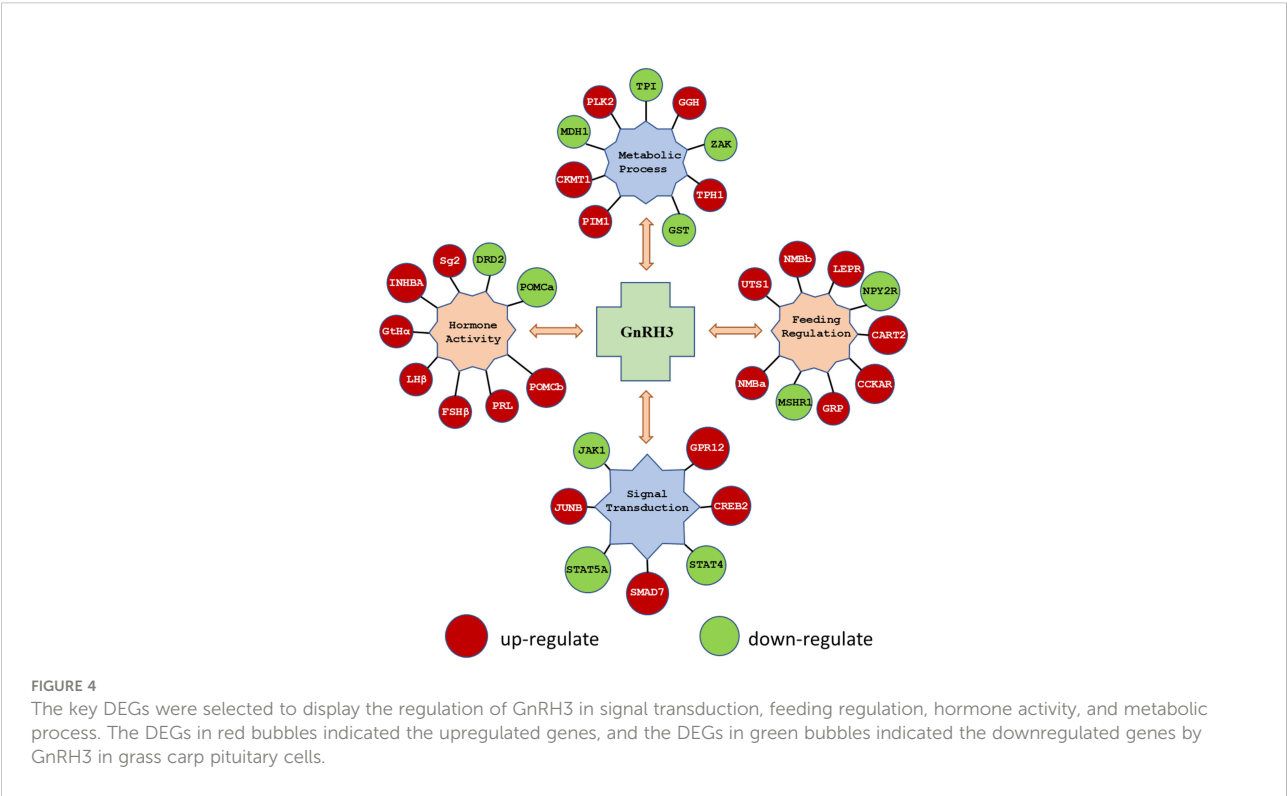 TPI
PLK2
GGH
MDH1
ZAK
Metabolic
Process
CKMT1
TPH1
PIM1
GST
Sg2
DRD2
INHBA
POMCa
GtHα
Hormone
Activity
LHβ
FSHβ
PRL
POMCb
GnRH3
NMBb
LEPR
UTS1
NPY2R
Feeding
Regulation
CART2
NMBa
CCKAR
MSHR1
GRP
JAK1
GPR12
JUNB
Signal
Transduction
CREB2
STAT5A
STAT4
SMAD7
up-regulate
down-regulate
FIGURE 4
The key DEGs were selected to display the regulation of GnRH3 in signal transduction, feeding regulation, hormone activity, and metabolic
process. The DEGs in red bubbles indicated the upregulated genes, and the DEGs in green bubbles indicated the downregulated genes by
GnRH3 in grass carp pituitary cells.